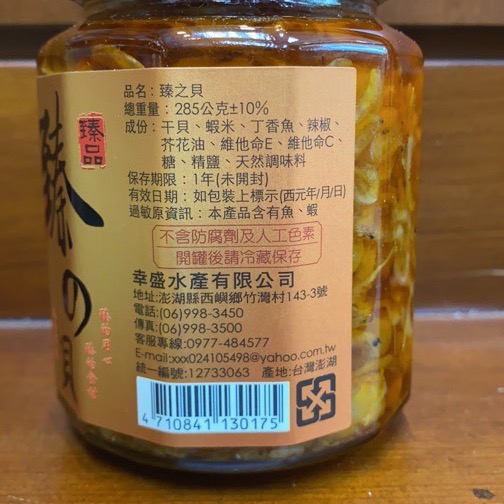 品名：臻之貝
總重量：285公克±10%
成份：干貝、蝦米、丁香魚、辣椒、
芥花油、維他命E、維他命C、
糖、精鹽、天然調味料
保存期限：1年(未開封)
有效日期：如包裝上標示(西元年/月/日)
過敏原資訊：本產品含有魚、蝦
不含防腐劑及人工色素
開罐後請冷藏保存
幸盛水產有限公司
地址:澎湖縣西嶼鄉竹灣村143-3號
電話:(06)998-3450
傳真:(06)998-3500
客服專線:0977-484577
E-mail:xxx024105498@yahoo.com.tw
統一編號:12733063 產地:台灣澎湖
4 710841 130175
臻品
臻の貝